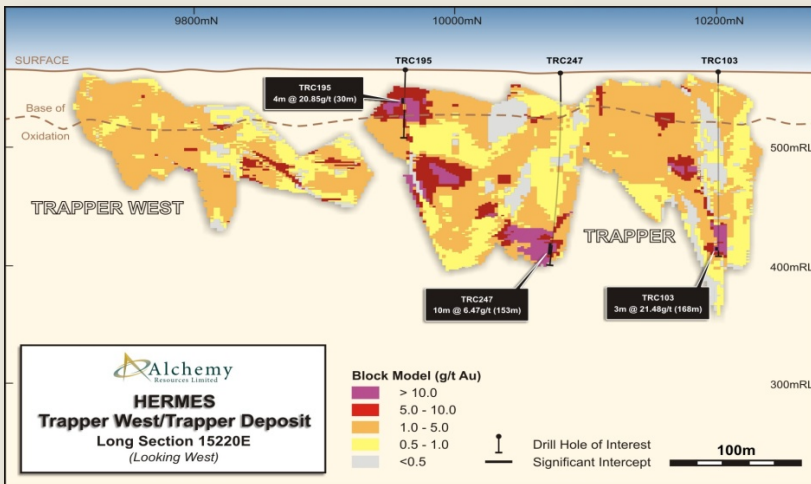 9800mN
10000mN
10200mN
SURFACE
TRC195
TRC247
TRC103
TRC195
4m @ 20.85g/t (30m)
Base of
Oxidation
500mRL
TRAPPER WEST
TRAPPER
400mRL
TRC247
10m @ 6.47g/t (153m)
TRC103
3m @ 21.48g/t (168m)
300mRL
Alchemy
Resources Limited
HERMES
Trapper West/Trapper Deposit
Long Section 15220E
(Looking West)
Block Model (g/t Au)
> 10.0
5.0 - 10.0
1.0 - 5.0
0.5 - 1.0
<0.5
Drill Hole of Interest
Significant Intercept
100m